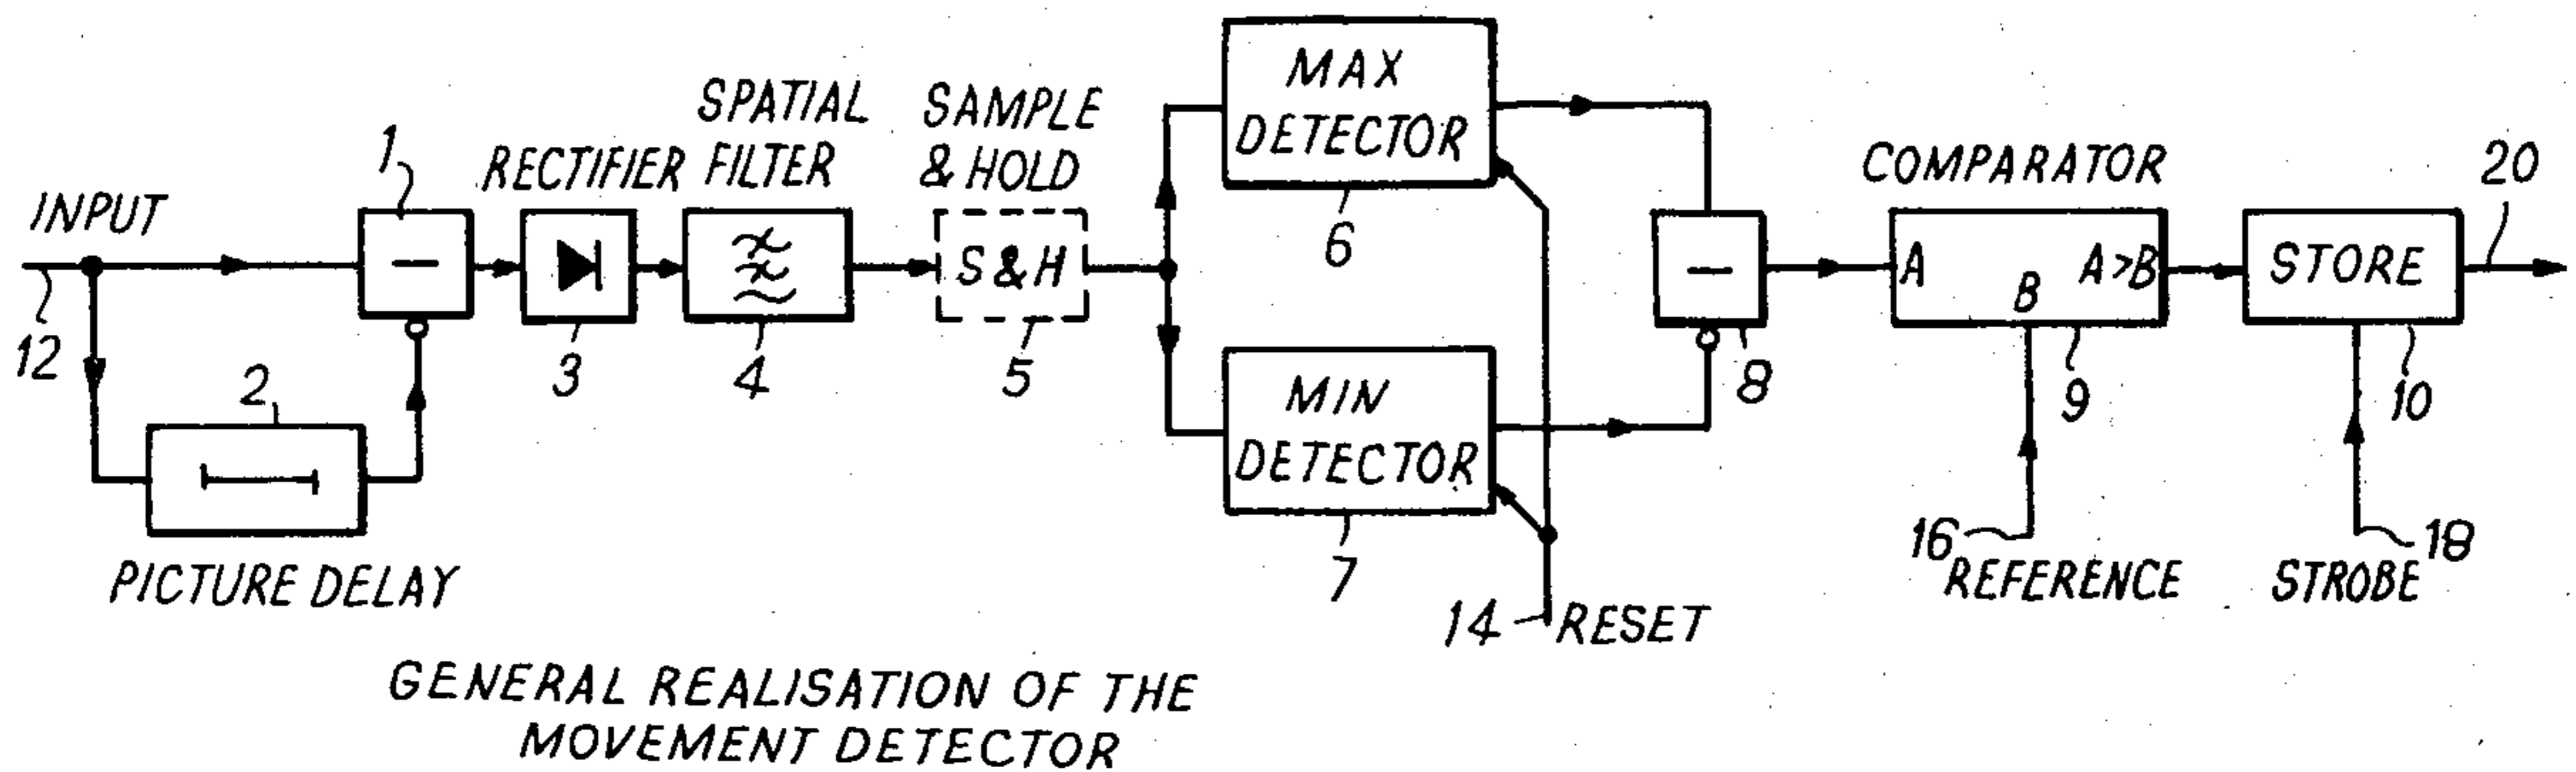 INPUT
12
1
2
PICTURE DELAY
RECTIFIER
3
SPATIAL
FILTER
4
SAMPLE
& HOLD
S & H
5
MAX
DETECTOR
6
MIN
DETECTOR
7
14
RESET
8
COMPARATOR
A
B
A>B
9
16
REFERENCE
STORE
10
18
STROBE
20
GENERAL REALISATION OF THE
MOVEMENT DETECTOR